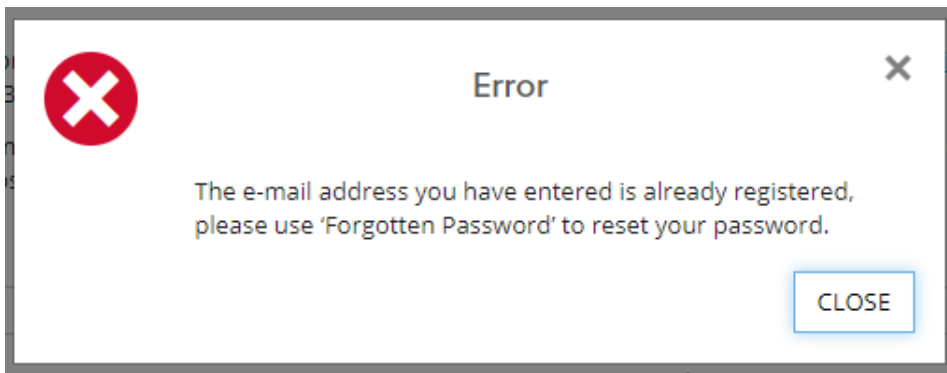 Error
The e-mail address you have entered is already registered,
please use ‘Forgotten Password’ to reset your password.
CLOSE